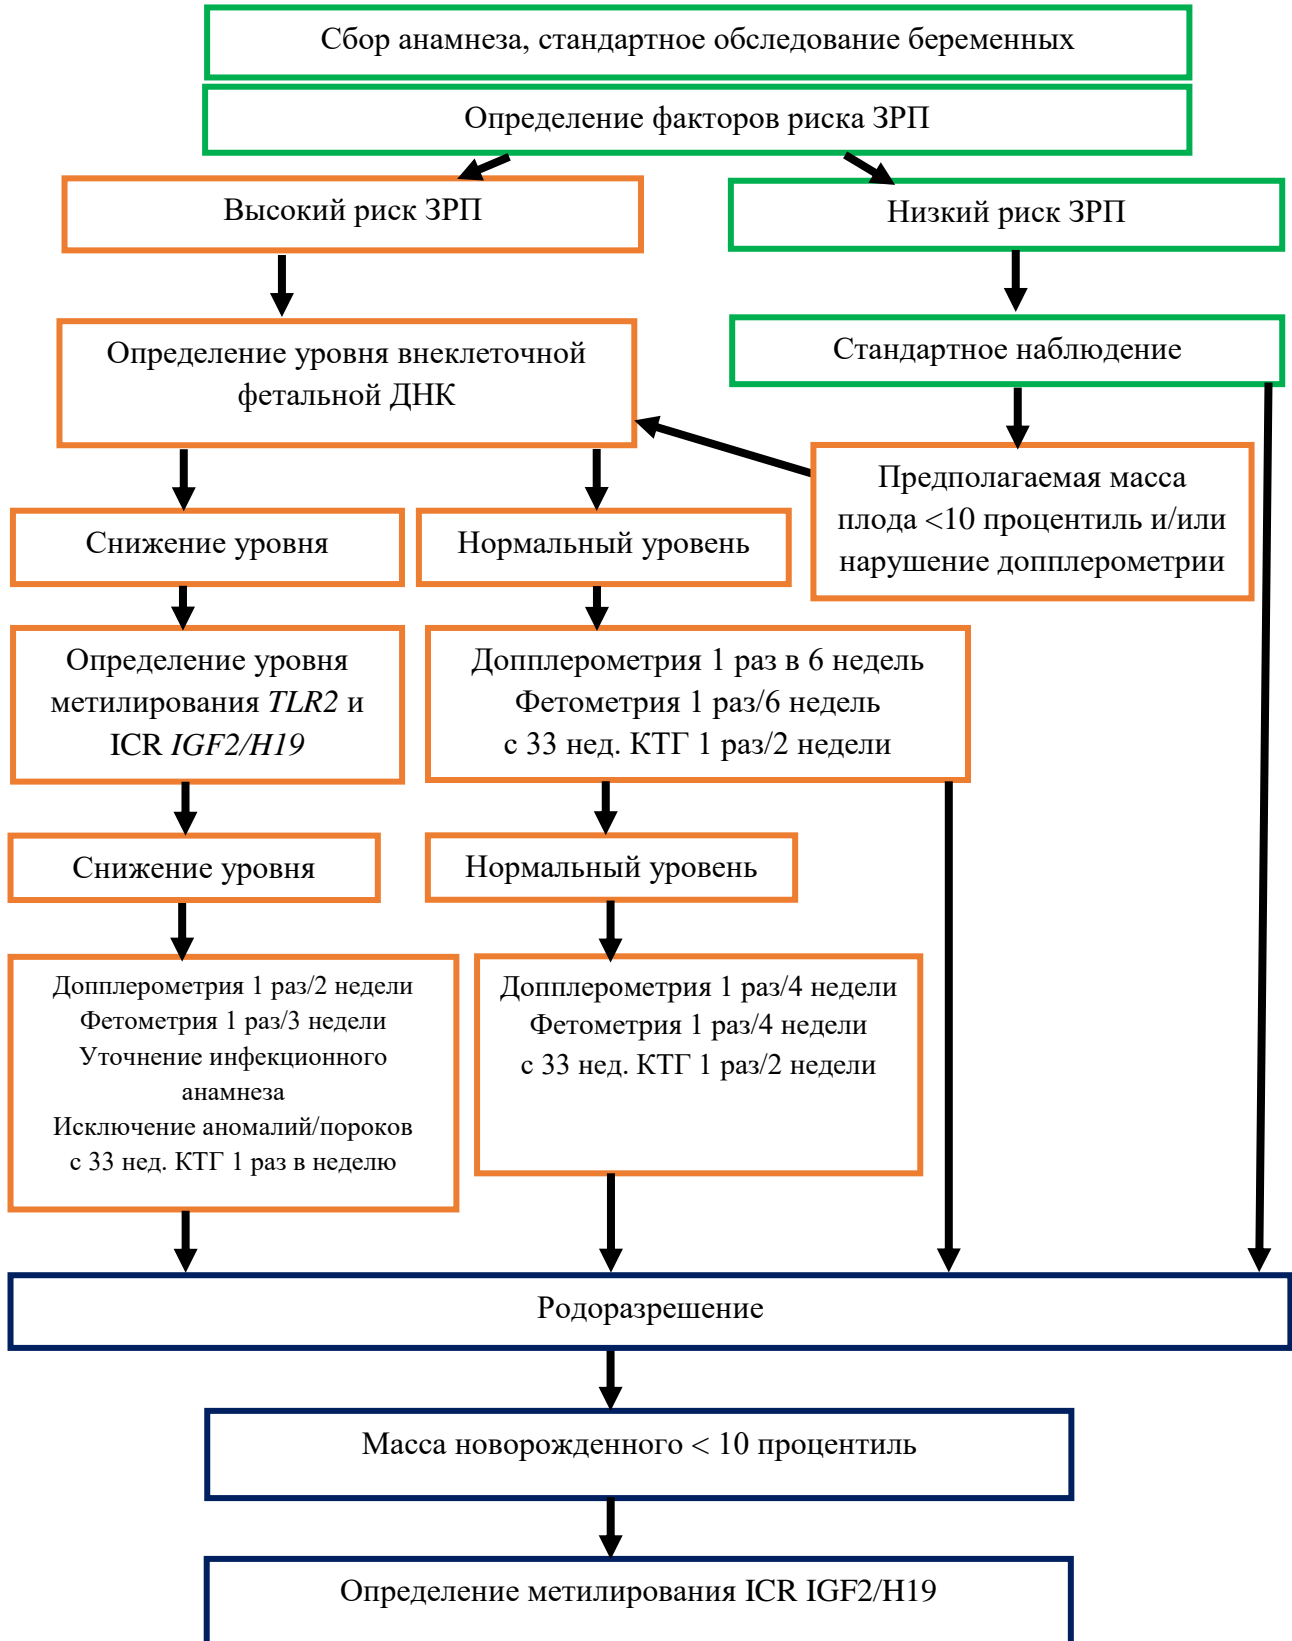 Сбор анамнеза, стандартное обследование беременных
Определение факторов риска ЗРП
Высокий риск ЗРП
Низкий риск ЗРП
Определение уровня внеклеточной
фетальной ДНК
Стандартное наблюдение
Предполагаемая масса
плода <10 процентиль и/или
нарушение допплерометрии
Снижение уровня
Нормальный уровень
Определение уровня
метилирования TLR2 и
ICR IGF2/H19
Допплерометрия 1 раз в 6 недель
Фетометрия 1 раз/6 недель
с 33 нед. КТГ 1 раз/2 недели
Снижение уровня
Нормальный уровень
Допплерометрия 1 раз/2 недели
Фетометрия 1 раз/3 недели
Уточнение инфекционного
анамнеза
Исключение аномалий/пороков
с 33 нед. КТГ 1 раз в неделю
Допплерометрия 1 раз/4 недели
Фетометрия 1 раз/4 недели
с 33 нед. КТГ 1 раз/2 недели
Родоразрешение
Масса новорожденного < 10 процентиль
Определение метилирования ICR IGF2/H19